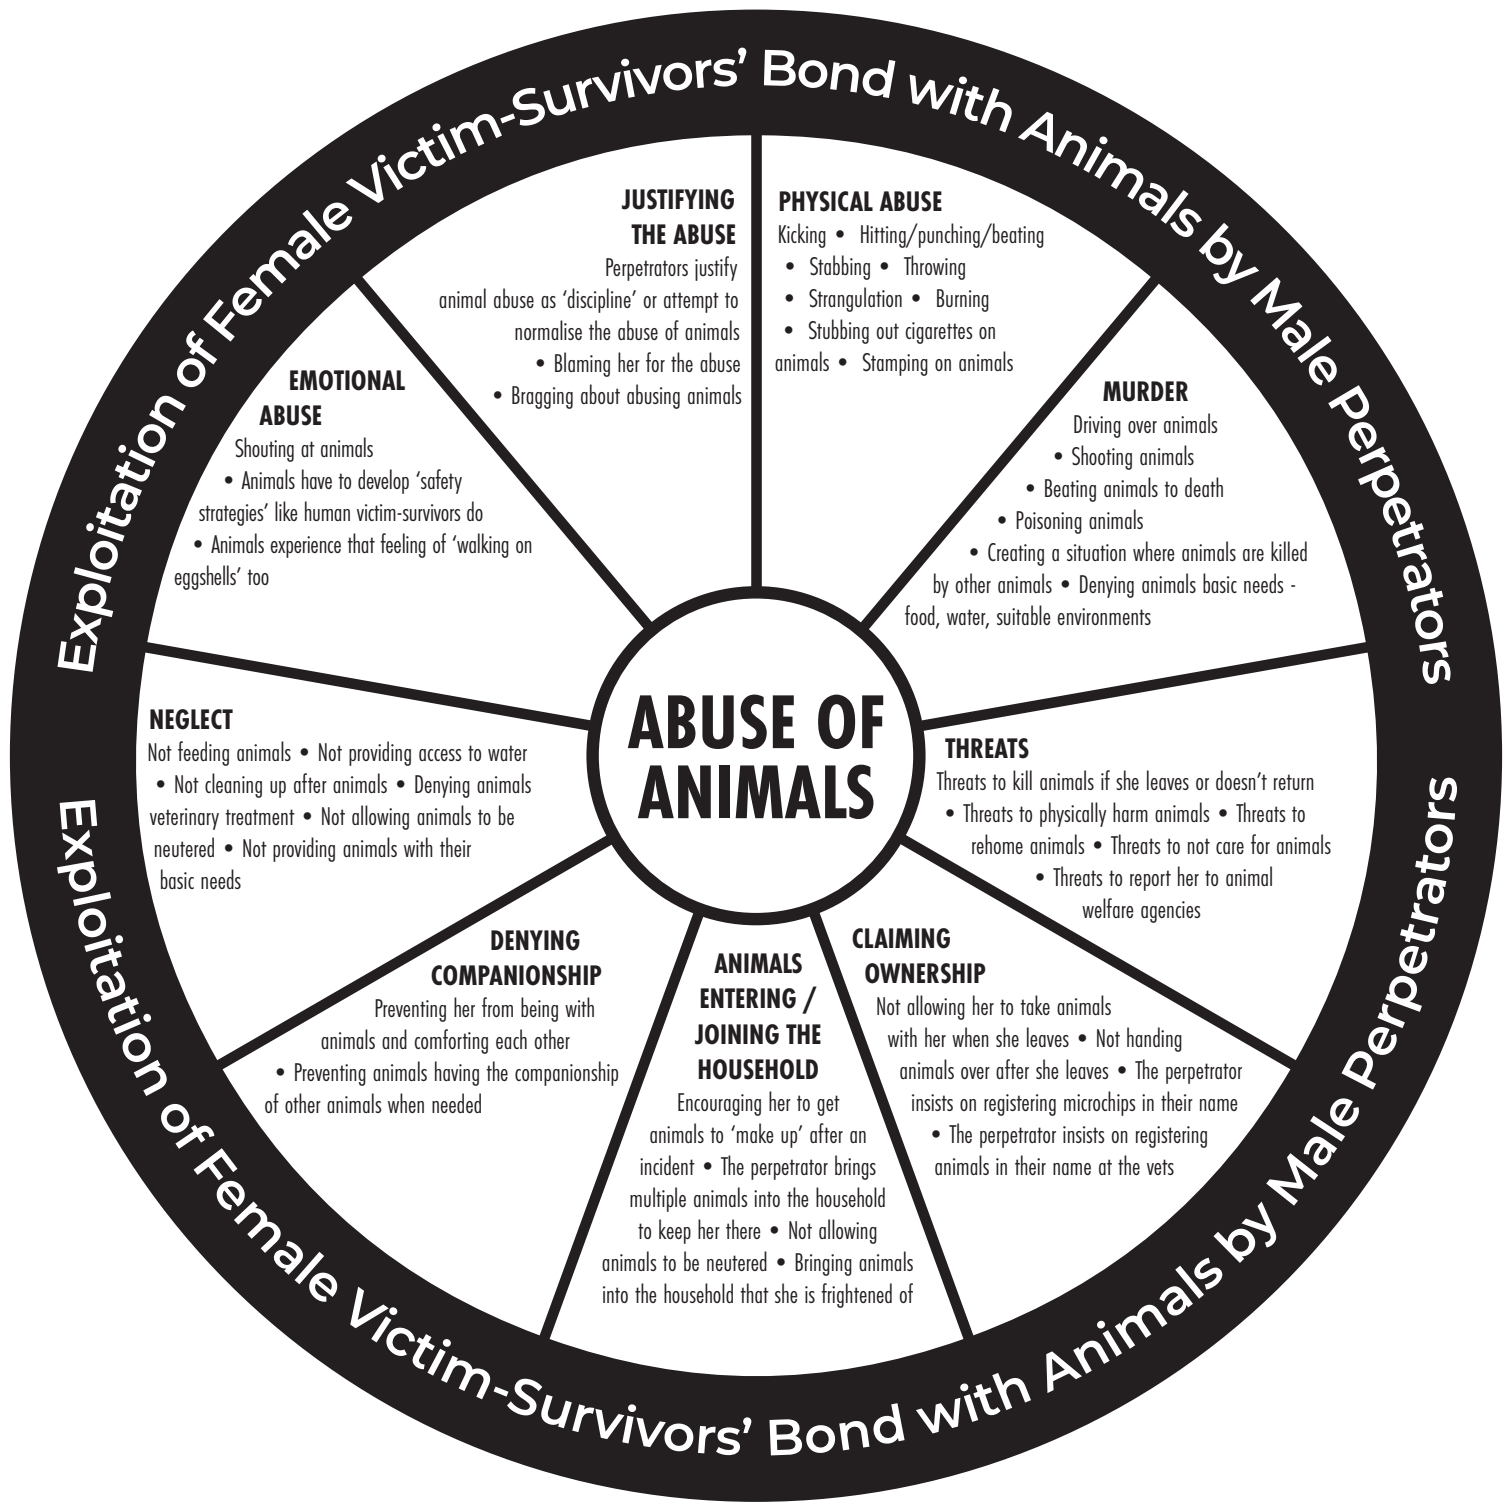 Exploitation of Female Victim-Survivors’ Bond with Animals by Male Perpetrators
PHYSICAL ABUSE
Kicking • Hitting/punching/beating
• Stabbing • Throwing
• Strangulation • Burning
• Stubbing out cigarettes on
animals • Stamping on animals
MURDER
Driving over animals
• Shooting animals
• Beating animals to death
• Poisoning animals
• Creating a situation where animals are killed
by other animals • Denying animals basic needs -
food, water, suitable environments
THREATS
Threats to kill animals if she leaves or doesn’t return
• Threats to physically harm animals • Threats to
rehome animals • Threats to not care for animals
• Threats to report her to animal
welfare agencies
CLAIMING
OWNERSHIP
Not allowing her to take animals
with her when she leaves • Not handing
animals over after she leaves • The perpetrator
insists on registering microchips in their name
• The perpetrator insists on registering
animals in their name at the vets
ANIMALS
ENTERING /
JOINING THE
HOUSEHOLD
Encouraging her to get
animals to ‘make up’ after an
incident • The perpetrator brings
multiple animals into the household
to keep her there • Not allowing
animals to be neutered • Bringing animals
into the household that she is frightened of
DENYING
COMPANIONSHIP
Preventing her from being with
animals and comforting each other
• Preventing animals having the companionship
of other animals when needed
NEGLECT
Not feeding animals • Not providing access to water
• Not cleaning up after animals • Denying animals
veterinary treatment • Not allowing animals to be
neutered • Not providing animals with their
basic needs
EMOTIONAL
ABUSE
Shouting at animals
• Animals have to develop ‘safety
strategies’ like human victim-survivors do
• Animals experience that feeling of ‘walking on
eggshells’ too
JUSTIFYING
THE ABUSE
Perpetrators justify
animal abuse as ‘discipline’ or attempt to
normalise the abuse of animals
• Blaming her for the abuse
• Bragging about abusing animals
ABUSE OF
ANIMALS
Exploitation of Female Victim-Survivors’ Bond with Animals by Male Perpetrators